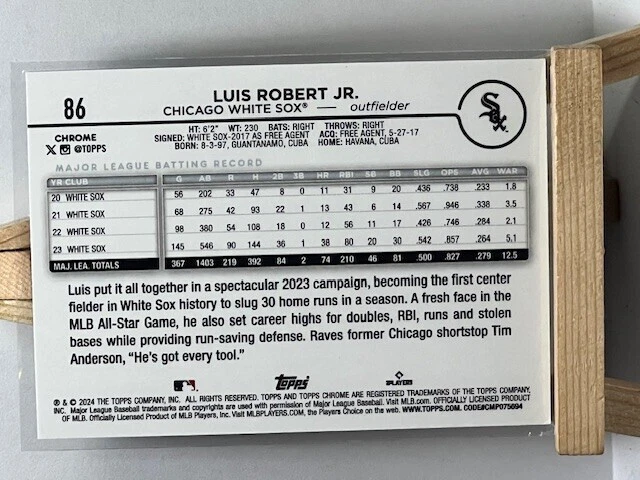 86
LUIS ROBERT JR.
CHICAGO WHITE SOX® — outfielder
Sox
CHROME
X @TOPPS
HT: 6'2" WT: 230 BATS: RIGHT THROWS: RIGHT
SIGNED: WHITE SOX-2017 AS FREE AGENT ACQ: FREE AGENT, 5-27-17
BORN: 8-3-97, GUANTANAMO, CUBA HOME: HAVANA, CUBA
MAJOR LEAGUE BATTING RECORD
YR CLUB G AB R H 2B 3B HR RBI SB BB SLG OPS AVG WAR
20 WHITE SOX 56 202 33 47 8 0 11 31 9 20 .436 .738 .233 1.8
21 WHITE SOX 68 275 42 93 22 1 13 43 6 14 .567 .946 .338 3.5
22 WHITE SOX 98 380 54 108 18 0 12 56 11 17 .426 .746 .284 2.1
23 WHITE SOX 145 546 90 144 36 1 38 80 20 30 .542 .857 .264 5.1
MAJ. LEA. TOTALS 367 1403 219 392 84 2 74 210 46 81 .500 .827 .279 12.5
Luis put it all together in a spectacular 2023 campaign, becoming the first center
fielder in White Sox history to slug 30 home runs in a season. A fresh face in the
MLB All-Star Game, he also set career highs for doubles, RBI, runs and stolen
bases while providing run-saving defense. Raves former Chicago shortstop Tim
Anderson, “He's got every tool.”
Topps
PLAYERS
℗ & © 2024 THE TOPPS COMPANY, INC. ALL RIGHTS RESERVED. TOPPS AND TOPPS CHROME ARE REGISTERED TRADEMARKS OF THE TOPPS COMPANY,
INC. Major League Baseball trademarks and copyrights are used with permission of Major League Baseball. Visit MLB.com. OFFICIALLY LICENSED PRODUCT
OF MLB. Officially Licensed Product of MLB Players, Inc. Visit MLBPLAYERS.COM, the Players Choice on the web. WWW.TOPPS.COM. CODE#CMP075694